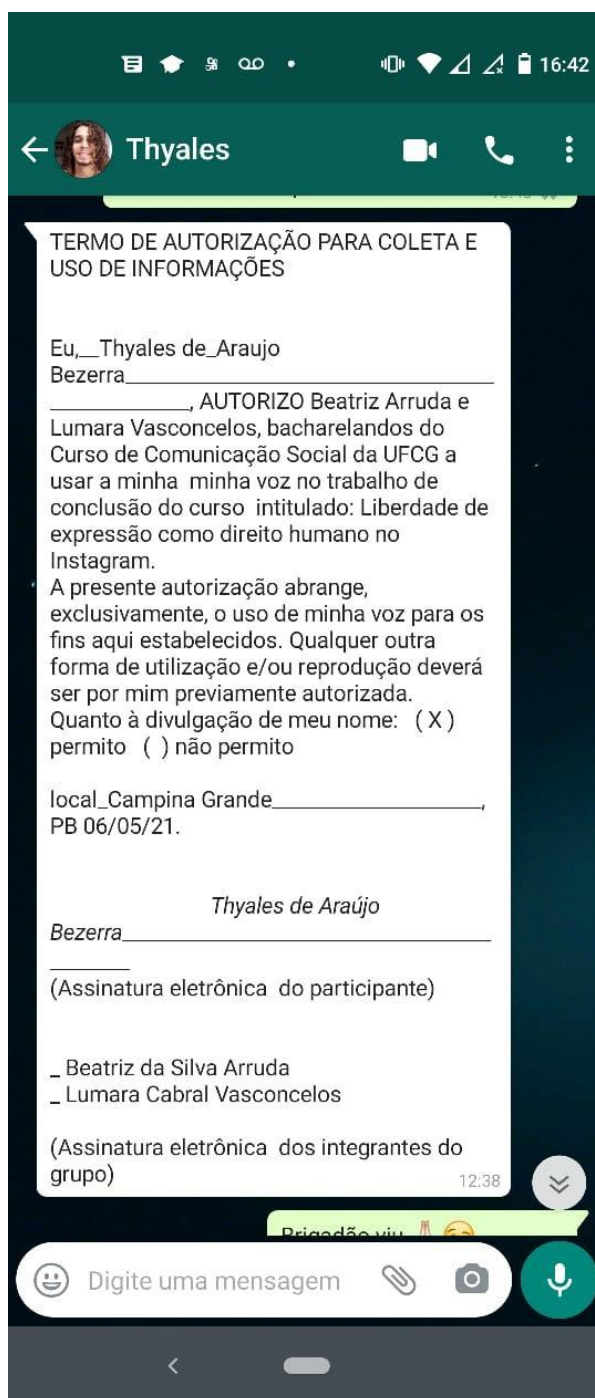 16:42
Thyales
TERMO DE AUTORIZAÇÃO PARA COLETA E
USO DE INFORMAÇÕES
Eu,__Thyales de_Araujo
Bezerra___________________________________
_____________, AUTORIZO Beatriz Arruda e
Lumara Vasconcelos, bacharelandos do
Curso de Comunicação Social da UFCG a
usar a minha  minha voz no trabalho de
conclusão do curso  intitulado: Liberdade de
expressão como direito humano no
Instagram.
A presente autorização abrange,
exclusivamente, o uso de minha voz para os
fins aqui estabelecidos. Qualquer outra
forma de utilização e/ou reprodução deverá
ser por mim previamente autorizada.
Quanto à divulgação de meu nome:   ( X )
permito   (  ) não permito
local_Campina Grande____________________,
PB 06/05/21.
Thyales de Araújo
Bezerra___________________________________
________
(Assinatura eletrônica  do participante)
_ Beatriz da Silva Arruda
_ Lumara Cabral Vasconcelos
(Assinatura eletrônica  dos integrantes do
grupo)
12:38
Brigadão viu
Digite uma mensagem